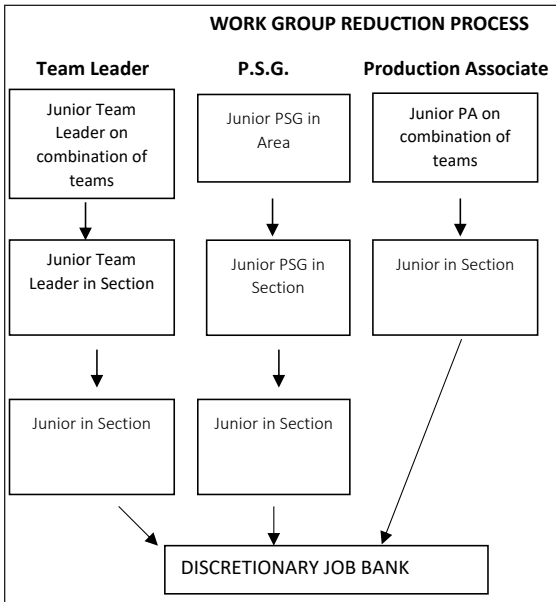 WORK GROUP REDUCTION PROCESS
Team Leader
P.S.G.
Production Associate
Junior Team
Leader on
combination of
teams
Junior PSG in
Area
Junior PA on
combination of
teams
Junior Team
Leader in Section
Junior PSG in
Section
Junior in Section
Junior in Section
Junior in Section
DISCRETIONARY JOB BANK